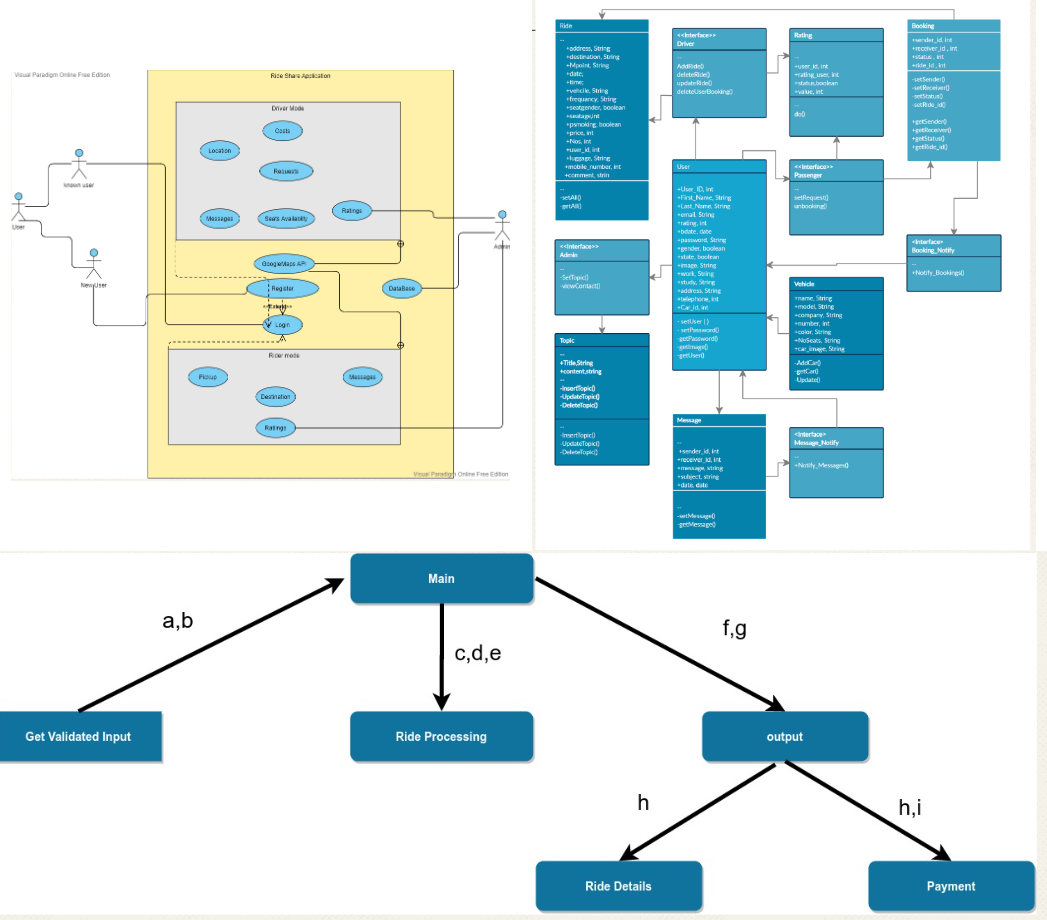 Visual Paradigm Online Free Edition
Ride Share Application
Driver Mode
Costs
Location
Requests
Messages
Seats Availability
Ratings
known user
User
New User
Admin
GoogleMaps API
Register
DataBase
Login
Rider mode
Pickup
Messages
Destination
Ratings
Visual Paradigm Online Free Edition
Ride
--
+address, String
+destination, String
+Mpoint, String
+date;
+time;
+vehcile, String
+frequency, String
+seatgender, boolean
+seatage,int
+psmoking, boolean
+price, int
+Nos, int
+user_id, int
+luggage, String
+mobile_number, int
+comment, strin
--
-setAll()
-getAll()
<<Interface>>
Driver
--
AddRide()
deleteRide()
updateRide()
deleteUserBooking()
Rating
--
+user_id, int
+rating_user, int
+status,boolean
+value, int
--
do()
Booking
+sender_id, int
+receiver_id , int
+status , int
+ride_id , int
-setSender()
-setReceiver()
-setStatus()
-setRide_id()
+getSender()
+getReceiver()
+getStatus()
+getRide_id()
User
+User_ID, Int
+First_Name, String
+Last_Name, String
+email, String
+rating, int
+bdate, date
+password, String
+gender, boolean
+state, boolean
+image, String
+work, String
+study, String
+address, String
+telephone, int
+Car_id, int
- setUser ( )
- setPassword()
-getPassword()
-getImage()
-getUser()
<<Interface>>
Passenger
--
setRequest()
unbooking()
<<Interface>>
Admin
--
-SetTopic()
-viewContact()
<Interface>
Booking_Notify
--
+Notify_Bookings()
Vehicle
+name, String
+model, String
+company, String
+number, int
+color, String
+NoSeats, String
+car_image, String
-AddCar()
-getCar()
-Update()
Topic
--
+Title,String
+content,string
--
-InsertTopic()
-UpdateTopic()
-DeleteTopic()
--
-InsertTopic()
-UpdateTopic()
-DeleteTopic()
Message
--
+sender_id, int
+receiver_id, int
+message, string
+subject, string
+date, date
--
-setMessage()
-getMessage()
<Interface>
Message_Notify
--
+Notify_Messages()
Main
a,b
c,d,e
f,g
Get Validated Input
Ride Processing
output
h
h,i
Ride Details
Payment